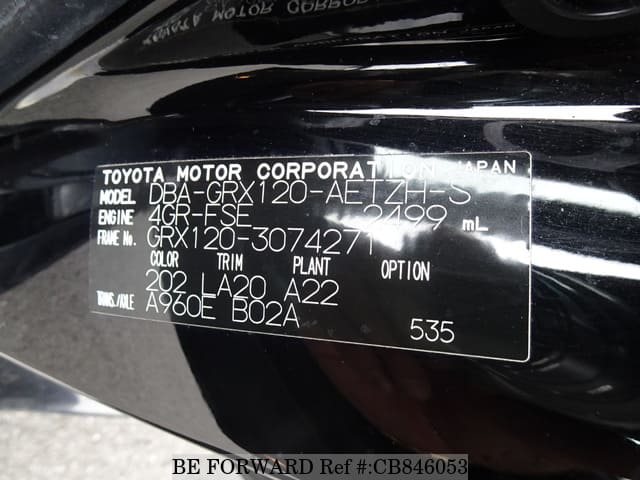 TOYOTA MOTOR CORPORATION JAPAN
MODEL DBA-GRX120-AETZH-S
ENGINE 4GR-FSE 2499 mL
FRAME No. GRX120-3074271
COLOR TRIM PLANT OPTION
202 LA20 A22
TRANS./AXLE A960E B02A
535
BE FORWARD Ref #:CB846053